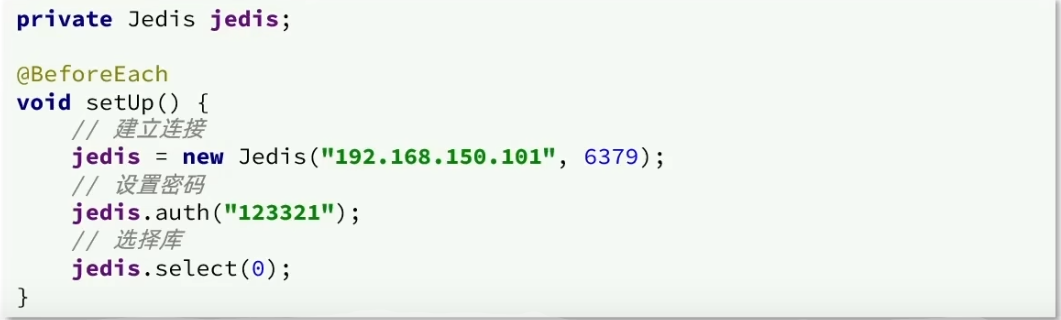 private Jedis jedis;
@BeforeEach
void setUp() {
    // 建立连接
    jedis = new Jedis("192.168.150.101", 6379);
    // 设置密码
    jedis.auth("123321");
    // 选择库
    jedis.select(0);
}